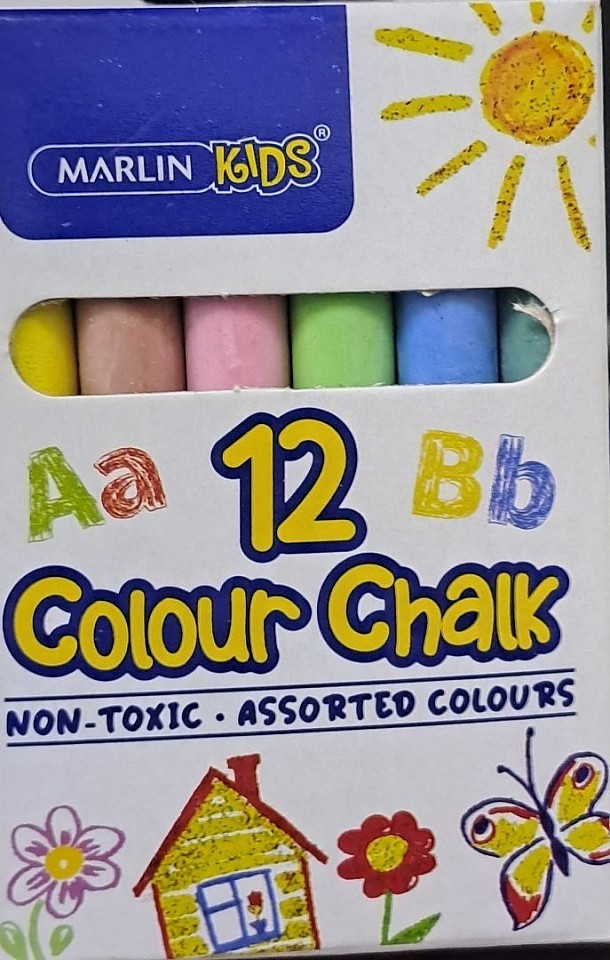 MARLIN KIDS®
Aa 12 Bb
Colour Chalk
NON-TOXIC · ASSORTED COLOURS